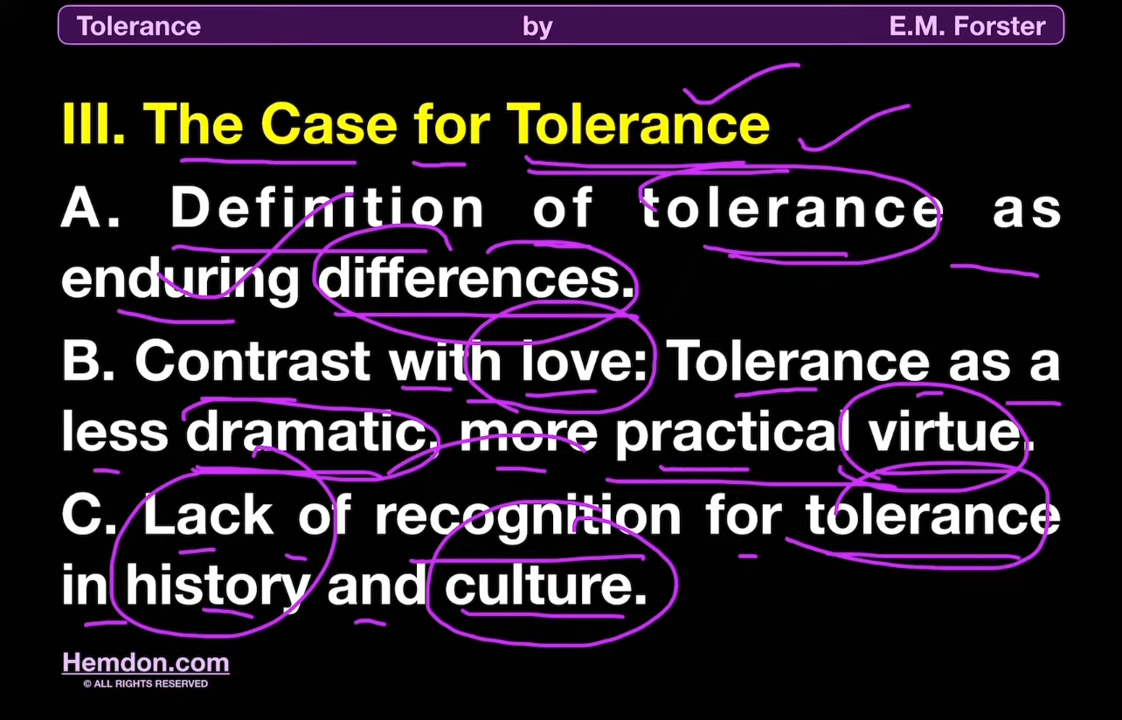 Tolerance by E.M. Forster
III. The Case for Tolerance
A. Definition of tolerance as
enduring differences.
B. Contrast with love: Tolerance as a
less dramatic, more practical virtue.
C. Lack of recognition for tolerance
in history and culture.
Hemdon.com
© ALL RIGHTS RESERVED